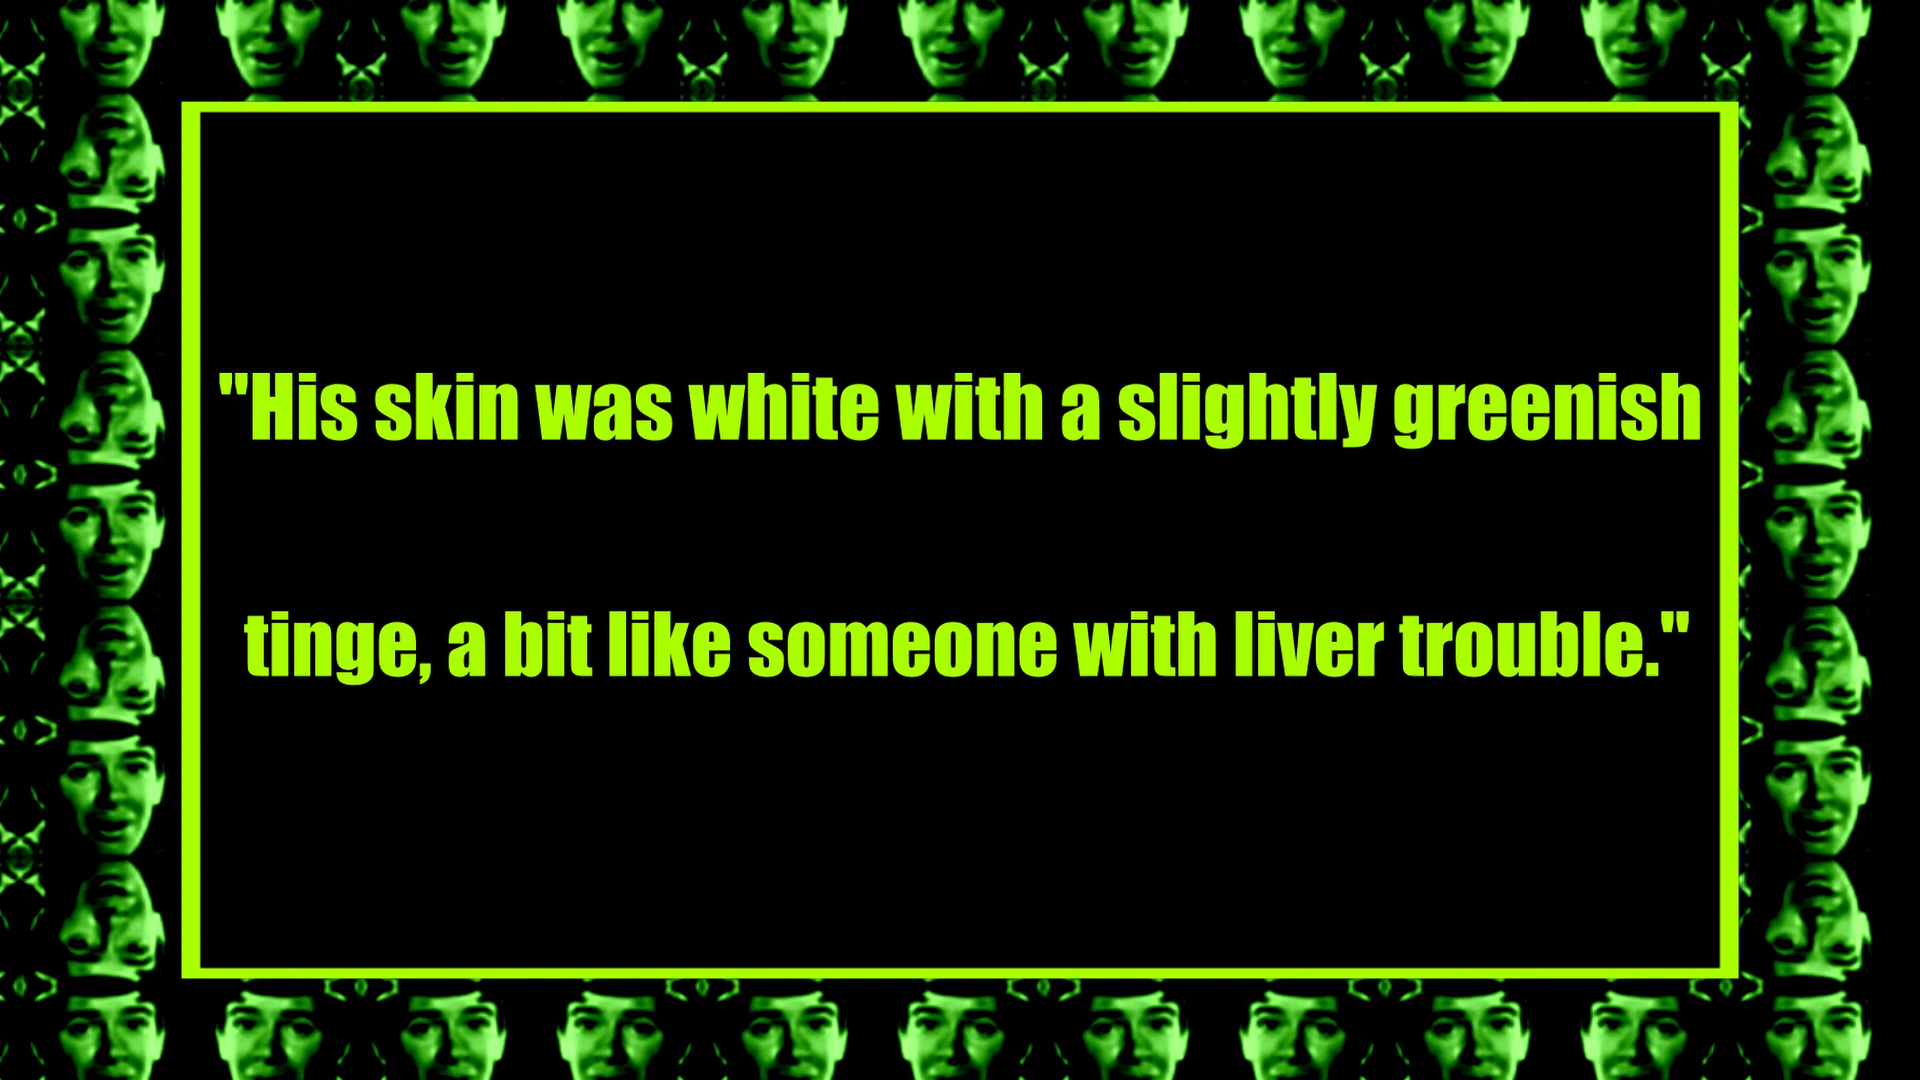 "His skin was white with a slightly greenish
tinge, a bit like someone with liver trouble."